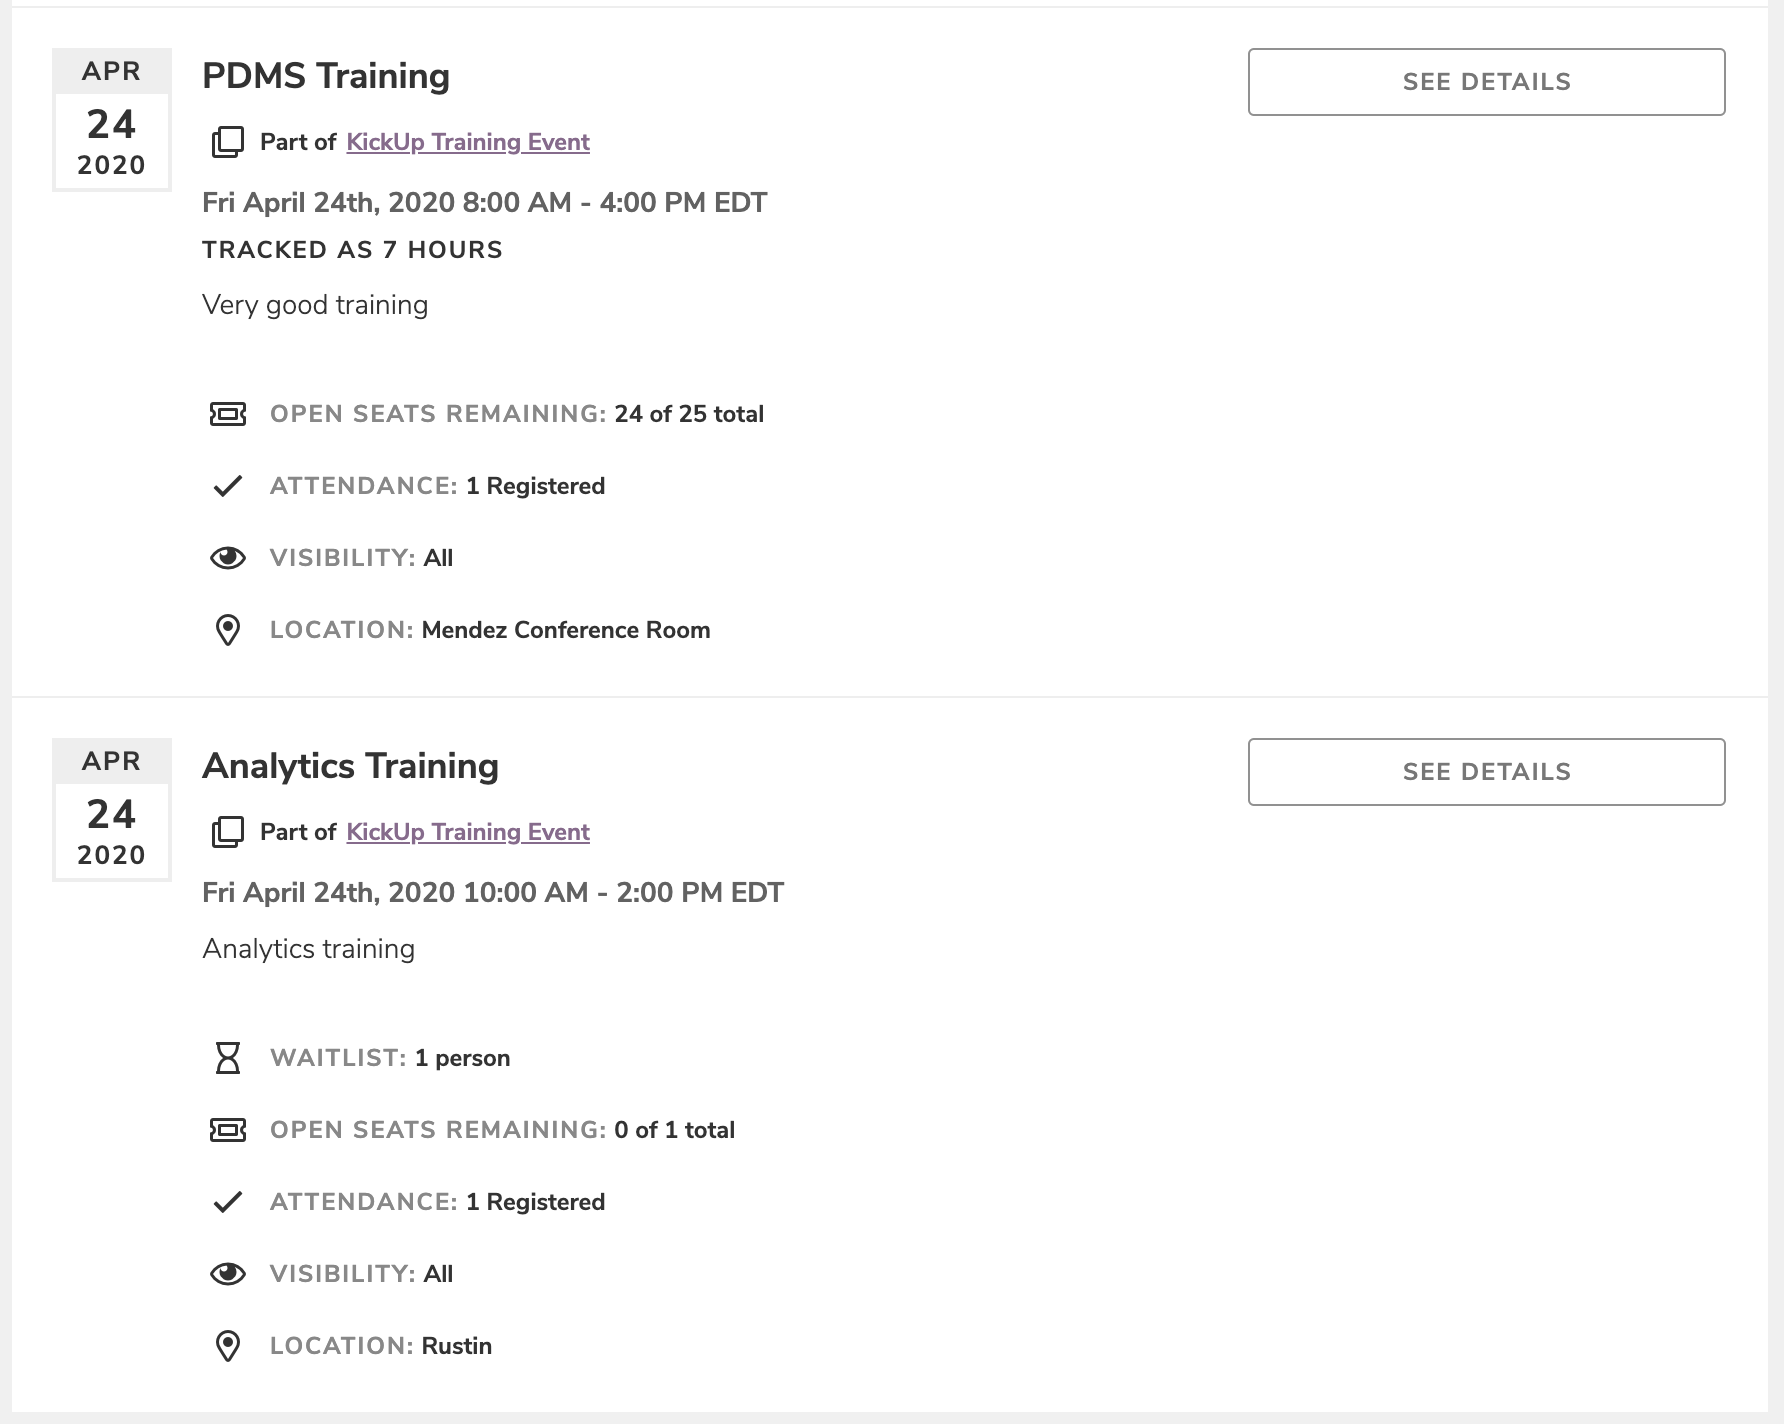 APR
24
2020
PDMS Training
SEE DETAILS
Part of KickUp Training Event
Fri April 24th, 2020 8:00 AM - 4:00 PM EDT
TRACKED AS 7 HOURS
Very good training
OPEN SEATS REMAINING: 24 of 25 total
ATTENDANCE: 1 Registered
VISIBILITY: All
LOCATION: Mendez Conference Room
APR
24
2020
Analytics Training
SEE DETAILS
Part of KickUp Training Event
Fri April 24th, 2020 10:00 AM - 2:00 PM EDT
Analytics training
WAITLIST: 1 person
OPEN SEATS REMAINING: 0 of 1 total
ATTENDANCE: 1 Registered
VISIBILITY: All
LOCATION: Rustin